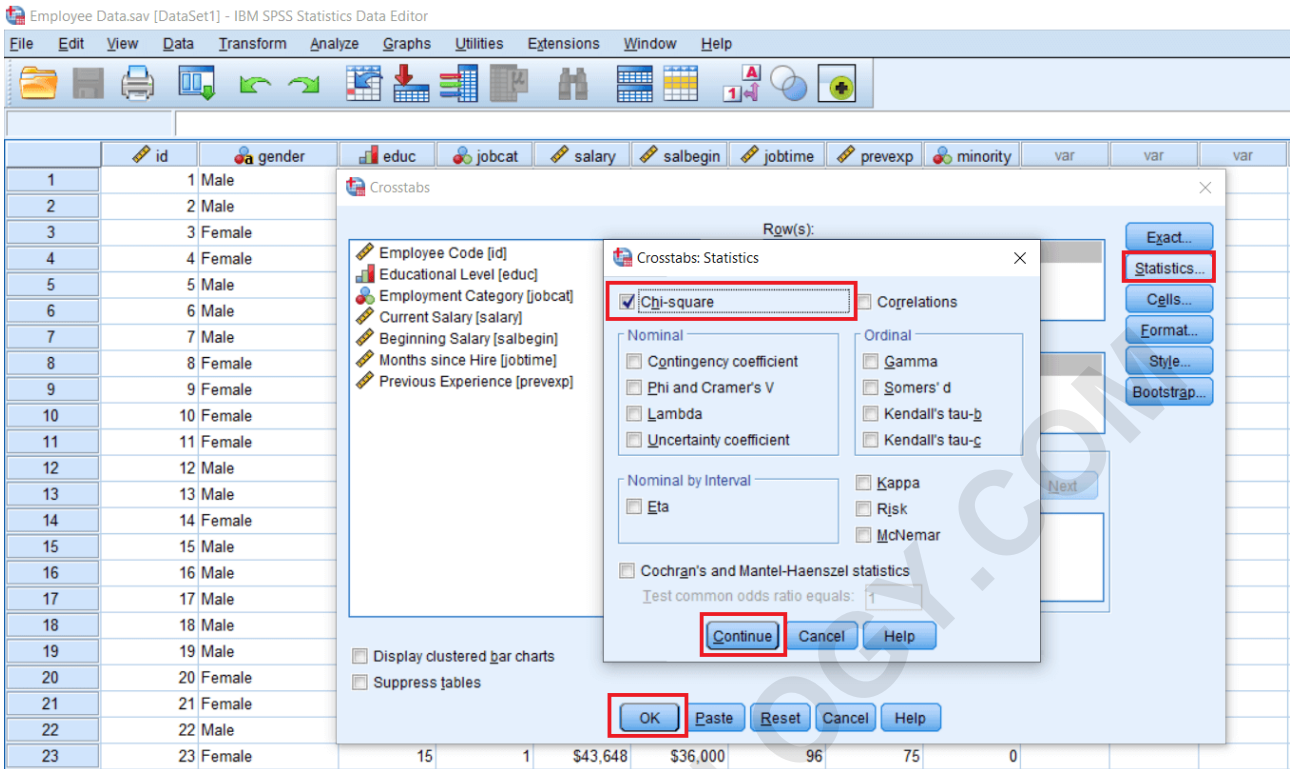 Employee Data.sav [DataSet1] - IBM SPSS Statistics Data Editor
File Edit View Data Transform Analyze Graphs Utilities Extensions Window Help
id gender educ jobcat salary salbegin jobtime prevexp minority var var var
1 1 Male
2 2 Male
3 3 Female
4 4 Female
5 5 Male
6 6 Male
7 7 Male
8 8 Female
9 9 Female
10 10 Female
11 11 Female
12 12 Male
13 13 Male
14 14 Female
15 15 Male
16 16 Male
17 17 Male
18 18 Male
19 19 Male
20 20 Female
21 21 Female
22 22 Male
23 23 Female 15 1 $43,648 $36,000 96 75 0
Crosstabs
Row(s):
Employee Code [id]
Educational Level [educ]
Employment Category [jobcat]
Current Salary [salary]
Beginning Salary [salbegin]
Months since Hire [jobtime]
Previous Experience [prevexp]
Exact...
Statistics...
Cells...
Format...
Style...
Bootstrap...
Next
Crosstabs: Statistics
Chi-square Correlations
Nominal
Contingency coefficient
Phi and Cramer's V
Lambda
Uncertainty coefficient
Ordinal
Gamma
Somers' d
Kendall's tau-b
Kendall's tau-c
Nominal by Interval
Eta
Kappa
Risk
McNemar
Cochran's and Mantel-Haenszel statistics
Test common odds ratio equals: 1
Continue Cancel Help
Display clustered bar charts
Suppress tables
OK Paste Reset Cancel Help
OGY.COM